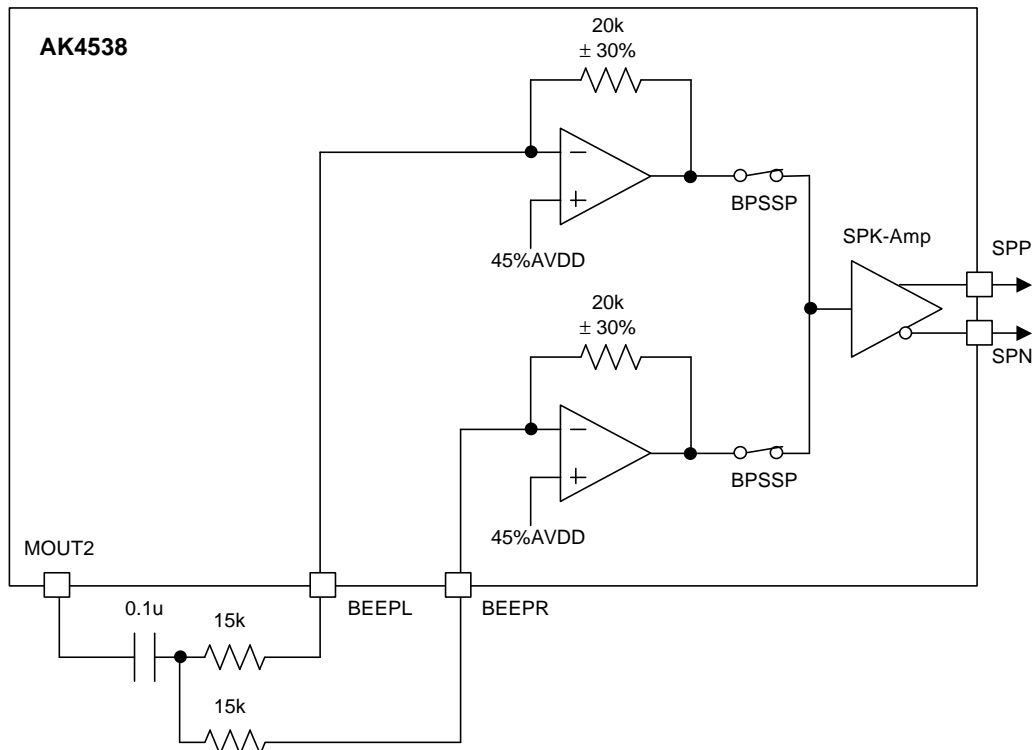 AK4538
20k
± 30%
−
+
45%AVDD
BPSSP
SPK-Amp
SPP
SPN
20k
± 30%
−
+
45%AVDD
BPSSP
MOUT2
BEEPL
BEEPR
0.1u
15k
15k